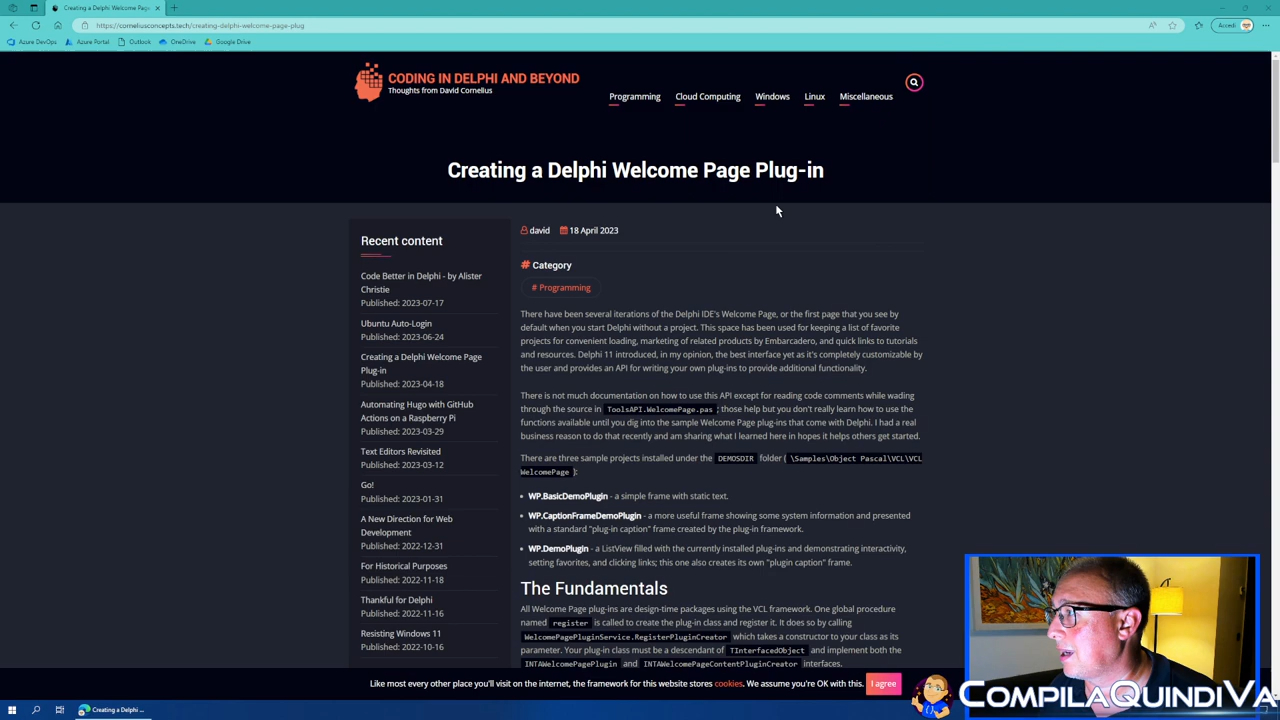 Creating a Delphi Welcome Page
https://corneliusconcepts.tech/creating-delphi-welcome-page-plug
Accedi
Azure DevOps
Azure Portal
Outlook
OneDrive
Google Drive
CODING IN DELPHI AND BEYOND
Thoughts from David Cornelius
Programming
Cloud Computing
Windows
Linux
Miscellaneous
Creating a Delphi Welcome Page Plug-in
Recent content
Code Better in Delphi - by Alister
Christie
Published: 2023-07-17
Ubuntu Auto-Login
Published: 2023-06-24
Creating a Delphi Welcome Page
Plug-in
Published: 2023-04-18
Automating Hugo with GitHub
Actions on a Raspberry Pi
Published: 2023-03-29
Text Editors Revisited
Published: 2023-03-12
Go!
Published: 2023-01-31
A New Direction for Web
Development
Published: 2022-12-31
For Historical Purposes
Published: 2022-11-18
Thankful for Delphi
Published: 2022-11-16
Resisting Windows 11
Published: 2022-10-16
david
18 April 2023
# Category
# Programming
There have been several iterations of the Delphi IDE's Welcome Page, or the first page that you see by
default when you start Delphi without a project. This space has been used for keeping a list of favorite
projects for convenient loading, marketing of related products by Embarcadero, and quick links to tutorials
and resources. Delphi 11 introduced, in my opinion, the best interface yet as it's completely customizable by
the user and provides an API for writing your own plug-ins to provide additional functionality.
There is not much documentation on how to use this API except for reading code comments while wading
through the source in ToolsAPI.WelcomePage.pas; those help but you don't really learn how to use the
functions available until you dig into the sample Welcome Page plug-ins that come with Delphi. I had a real
business reason to do that recently and am sharing what I learned here in hopes it helps others get started.
There are three sample projects installed under the DEMOSDIR folder ( \Samples\Object Pascal\VCL\VCL
WelcomePage ):
• WP.BasicDemoPlugin - a simple frame with static text.
• WP.CaptionFrameDemoPlugin - a more useful frame showing some system information and presented
with a standard "plug-in caption" frame created by the plug-in framework.
• WP.DemoPlugin - a ListView filled with the currently installed plug-ins and demonstrating interactivity,
setting favorites, and clicking links; this one also creates its own "plugin caption" frame.
The Fundamentals
All Welcome Page plug-ins are design-time packages using the VCL framework. One global procedure
named register is called to create the plug-in class and register it. It does so by calling
WelcomePagePluginService.RegisterPluginCreator which takes a constructor to your class as its
parameter. Your plug-in class must be a descendant of TInterfacedObject and implement both the
INTAWelcomePagePlugin and INTAWelcomePageContentPluginCreator interfaces.
Like most every other place you'll visit on the internet, the framework for this website stores cookies. We assume you're OK with this.
I agree
COMPILAQUINDIVA
Creating a Delphi ...